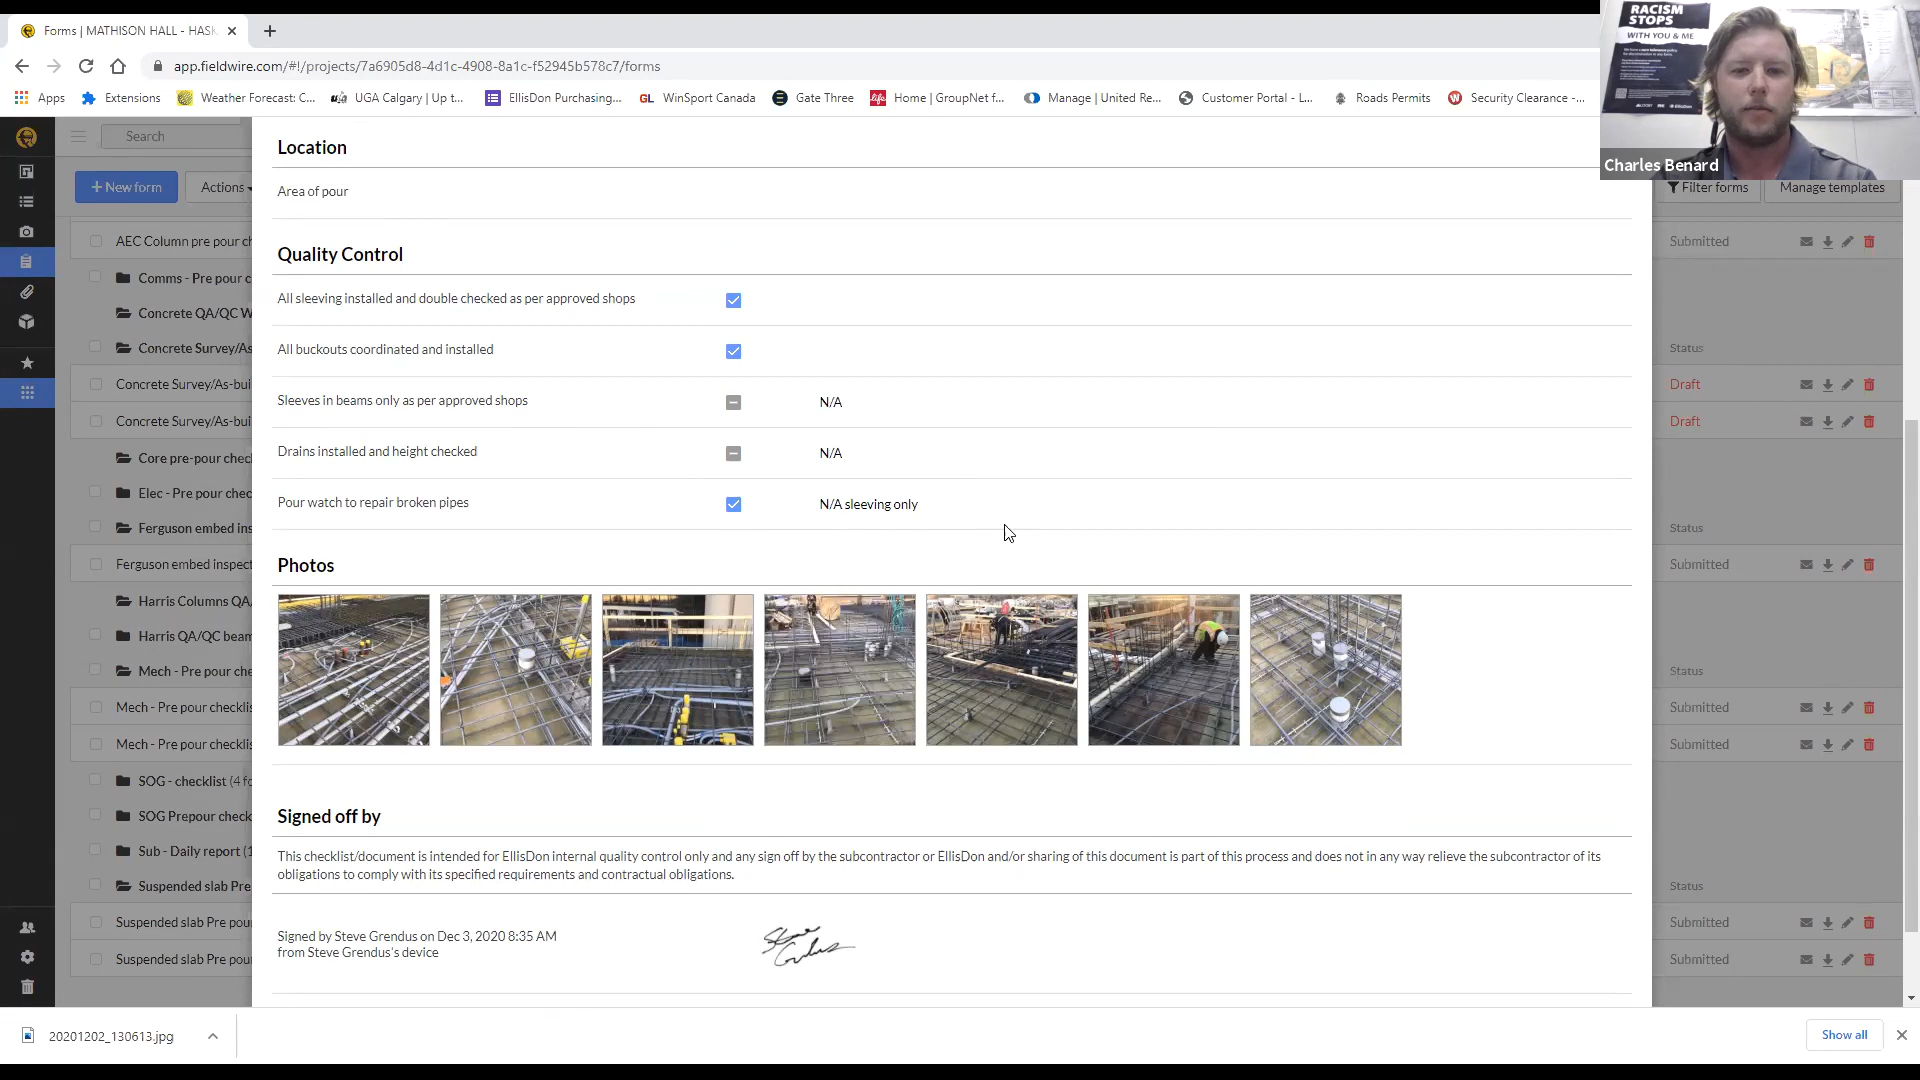 Forms | MATHISON HALL - HASK
app.fieldwire.com/#!/projects/7a6905d8-4d1c-4908-8a1c-f52945b578c7/forms
Apps Extensions Weather Forecast: C... UGA Calgary | Up t... EllisDon Purchasing... WinSport Canada Gate Three Home | GroupNet f... Manage | United Re... Customer Portal - L... Roads Permits Security Clearance -...
RACISM
STOPS
WITH YOU & ME
Charles Benard
Search
+ New form Actions
Filter forms Manage templates
Location
Area of pour
Quality Control
All sleeving installed and double checked as per approved shops
All buckouts coordinated and installed
Sleeves in beams only as per approved shops N/A
Drains installed and height checked N/A
Pour watch to repair broken pipes N/A sleeving only
Photos
Signed off by
This checklist/document is intended for EllisDon internal quality control only and any sign off by the subcontractor or EllisDon and/or sharing of this document is part of this process and does not in any way relieve the subcontractor of its
obligations to comply with its specified requirements and contractual obligations.
Signed by Steve Grendus on Dec 3, 2020 8:35 AM
from Steve Grendus's device
Steve
Grendus
AEC Column pre pour ch Submitted
Comms - Pre pour c
Concrete QA/QC W
Concrete Survey/As Status
Concrete Survey/As-bui Draft
Concrete Survey/As-bui Draft
Core pre-pour chec
Elec - Pre pour chec
Ferguson embed ins Status
Ferguson embed inspect Submitted
Harris Columns QA
Harris QA/QC beam
Mech - Pre pour che Status
Mech - Pre pour checklis Submitted
Mech - Pre pour checklis Submitted
SOG - checklist (4 fo
SOG Prepour check
Sub - Daily report (1
Suspended slab Pre Status
Suspended slab Pre pou Submitted
Suspended slab Pre pou Submitted
20201202_130613.jpg
Show all